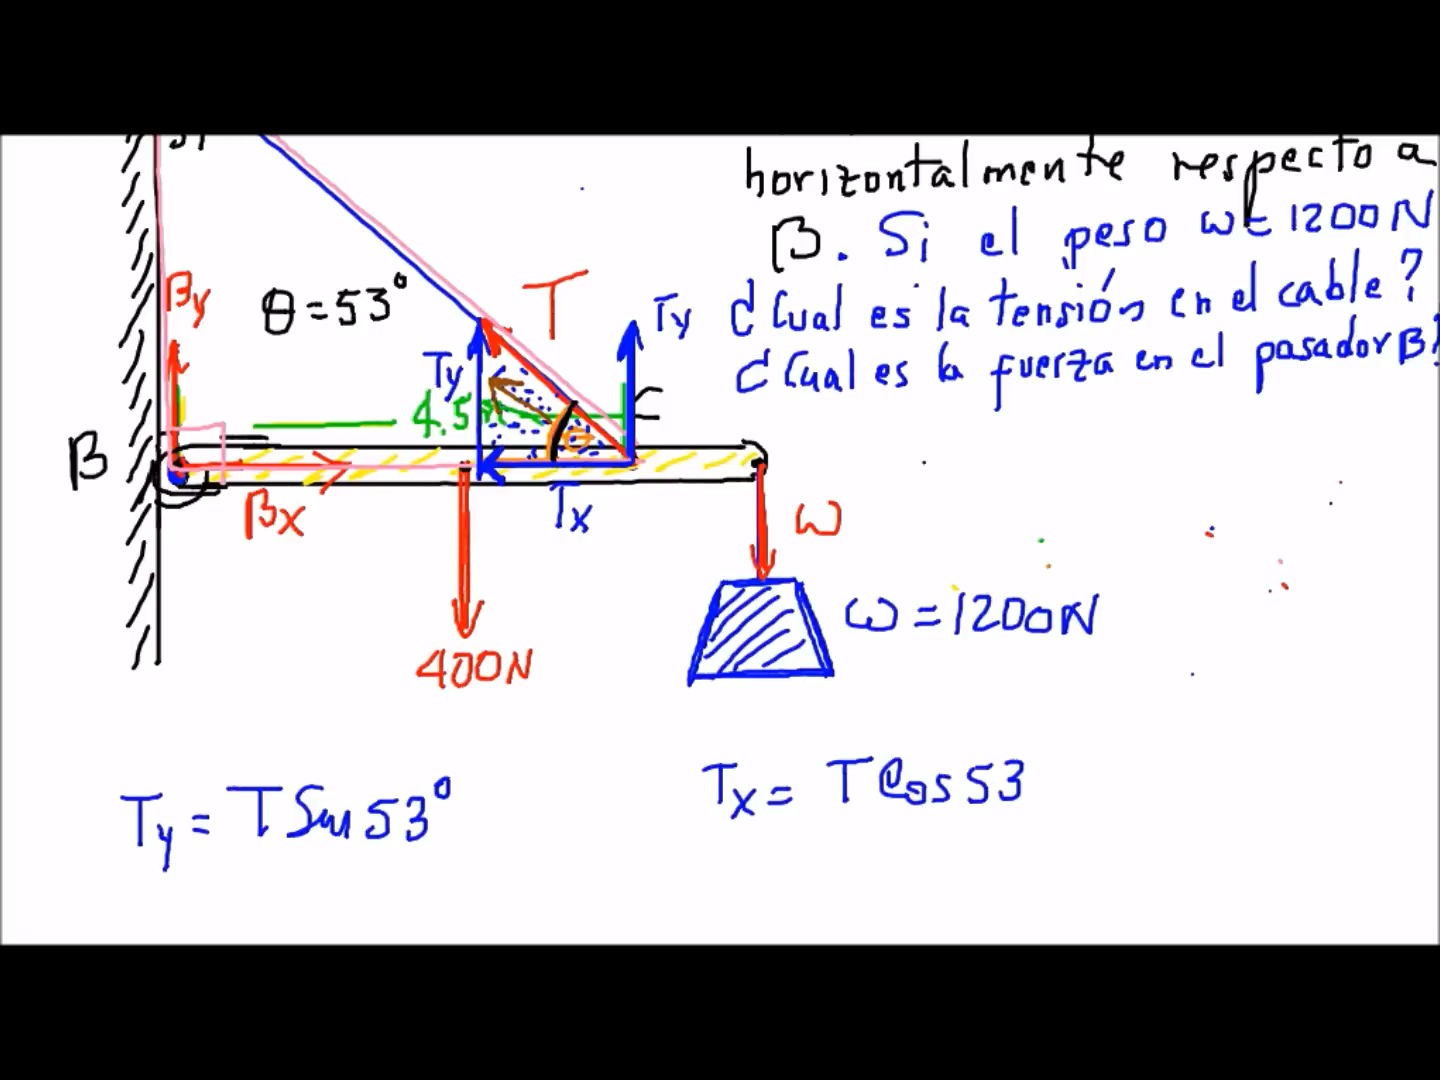 horizontalmente respecto a
B. Si el peso W = 1200N
¿Cual es la tensión en el cable?
¿Cual es la fuerza en el pasador B?
By
θ = 53°
T
Ty
Ty
4.5
C
θ
B
Bx
Tx
W
W = 1200N
400N
Ty = T Sen 53°
Tx = T Cos 53